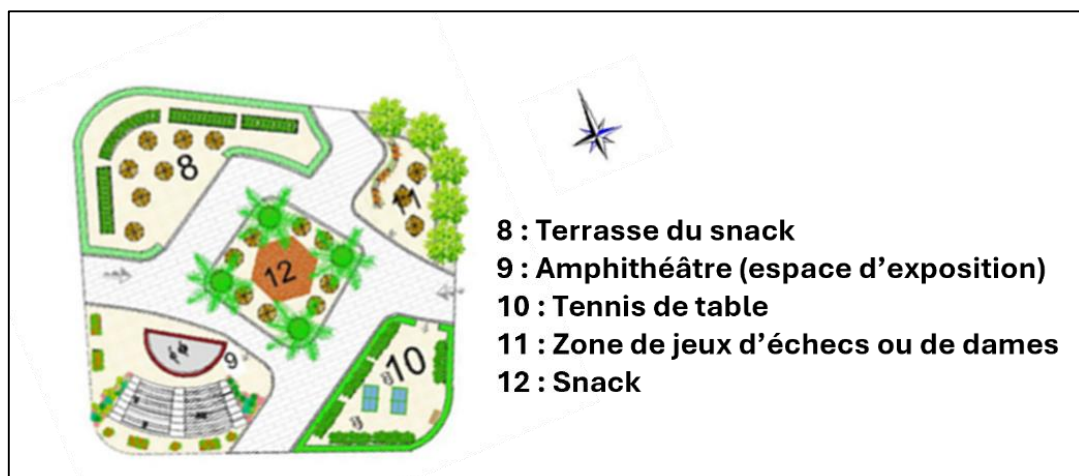 8
11
12
9
10
8 : Terrasse du snack
9 : Amphithéâtre (espace d’exposition)
10 : Tennis de table
11 : Zone de jeux d’échecs ou de dames
12 : Snack